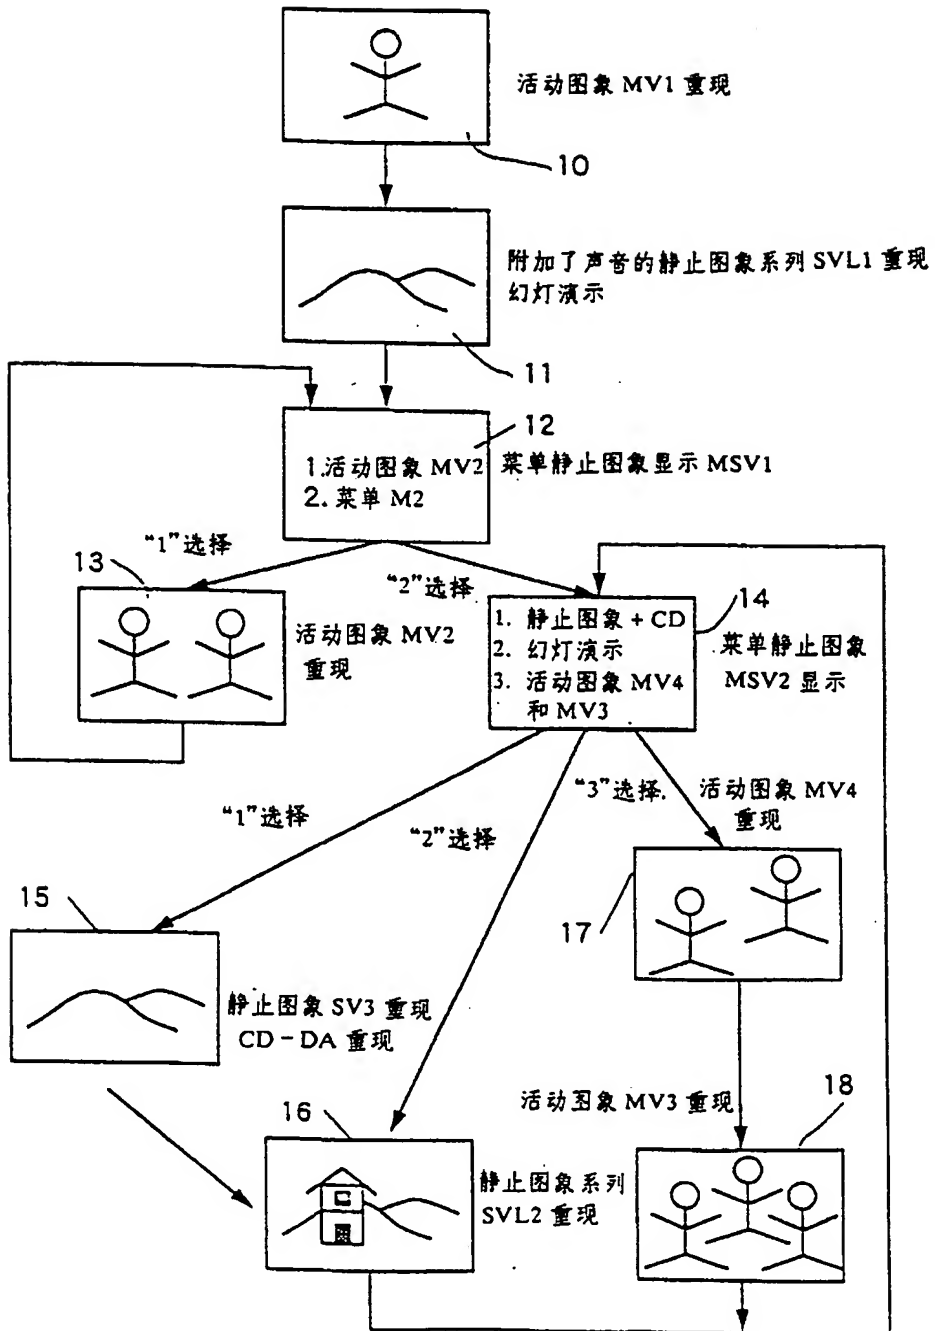 活动图象 MV1 重现
10
附加了声音的静止图象系列 SVL1 重现
幻灯演示
11
12
1.活动图象 MV2
2.菜单 M2
菜单静止图象显示 MSV1
“1”选择
“2”选择
13
活动图象 MV2
重现
14
1. 静止图象 + CD
2. 幻灯演示
3. 活动图象 MV4
和 MV3
菜单静止图象
MSV2 显示
“1”选择
“2”选择
“3”选择.
活动图象 MV4
重现
15
17
静止图象 SV3 重现
CD-DA 重现
活动图象 MV3 重现
18
16
静止图象系列
SVL2 重现